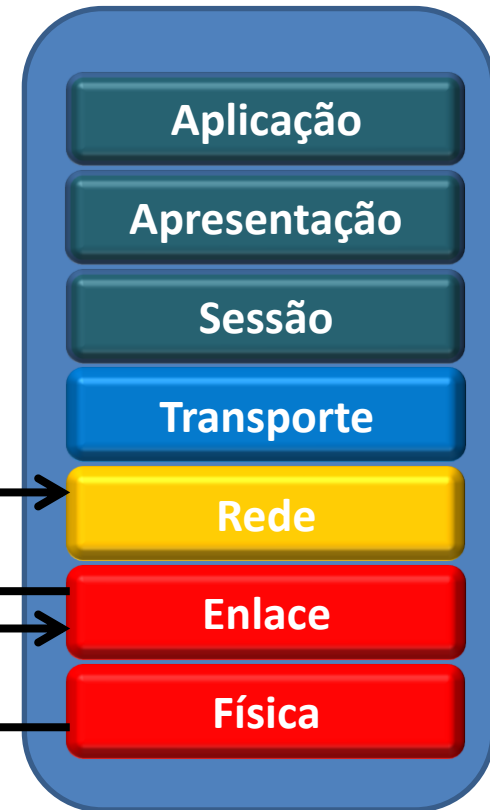 Aplicação
Apresentação
Sessão
Transporte
Rede
Enlace
Física